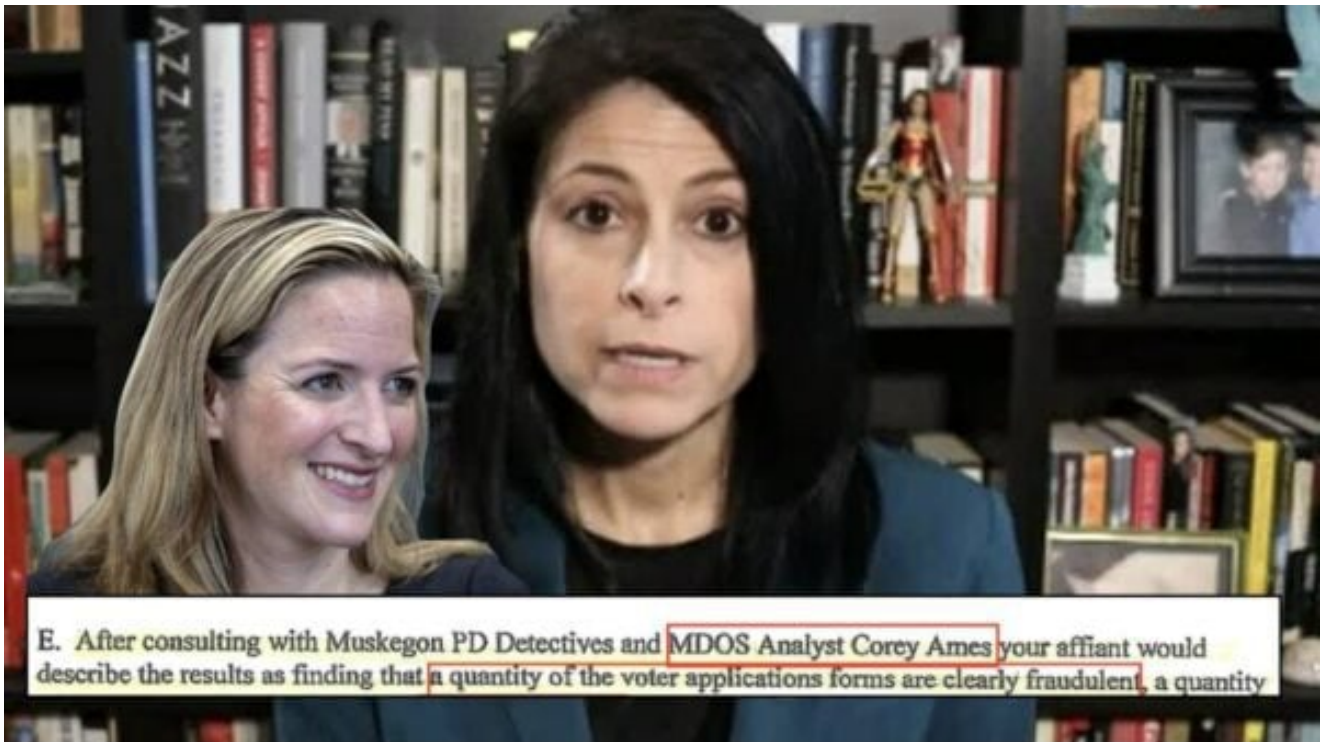 AZZ
E. After consulting with Muskegon PD Detectives and MDOS Analyst Corey Ames your affiant would
describe the results as finding that a quantity of the voter applications forms are clearly fraudulent, a quantity